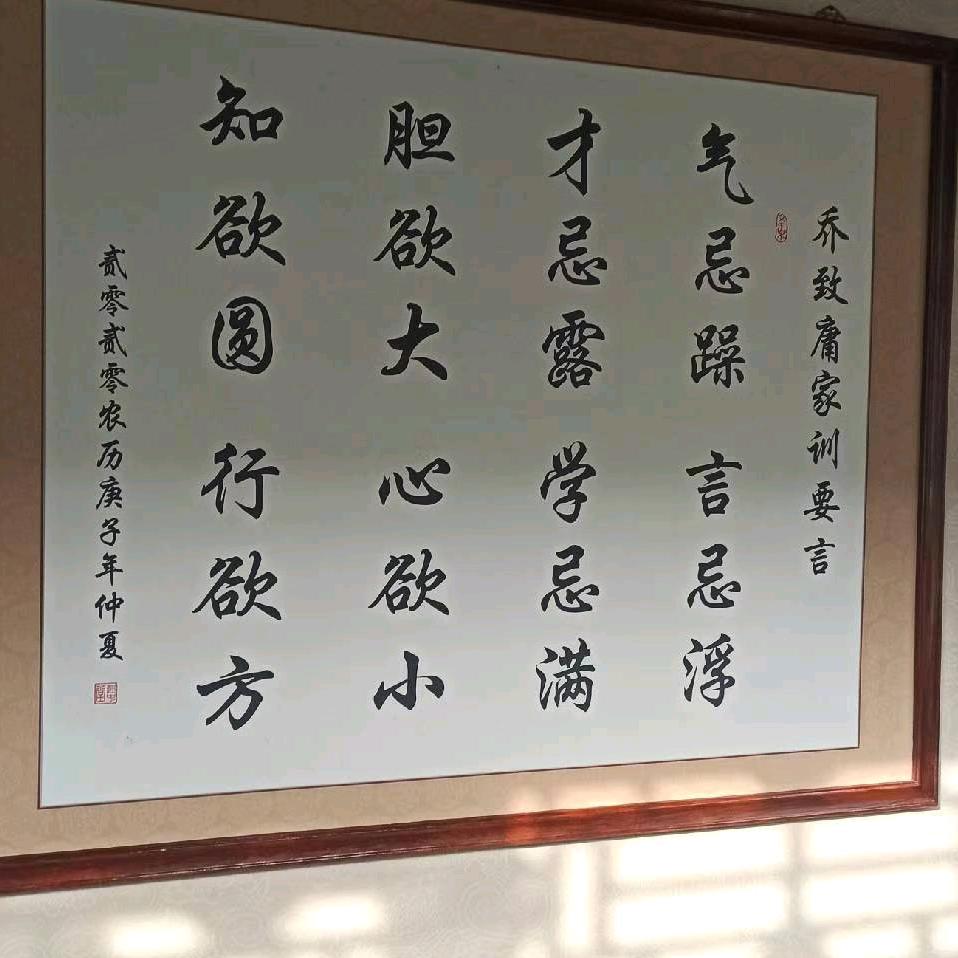 乔致庸家训要言
气忌躁 言忌浮
才忌露 学忌满
胆欲大 心欲小
知欲圆 行欲方
贰零贰零农历庚子年仲夏